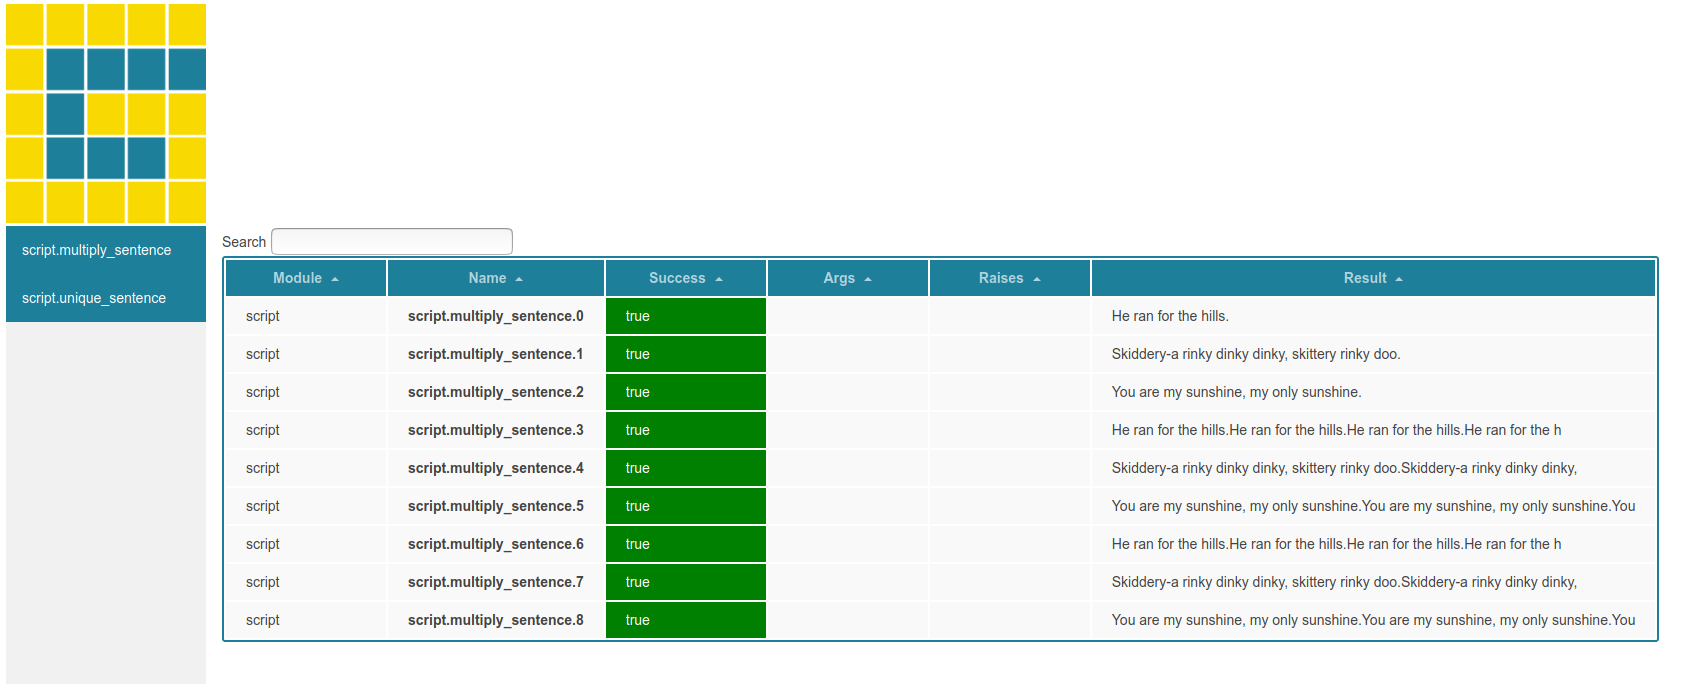 script.multiply_sentence
script.unique_sentence
Search
Module Name Success Args Raises Result
script script.multiply_sentence.0 true He ran for the hills.
script script.multiply_sentence.1 true Skiddery-a rinky dinky dinky, skittery rinky doo.
script script.multiply_sentence.2 true You are my sunshine, my only sunshine.
script script.multiply_sentence.3 true He ran for the hills.He ran for the hills.He ran for the hills.He ran for the h
script script.multiply_sentence.4 true Skiddery-a rinky dinky dinky, skittery rinky doo.Skiddery-a rinky dinky dinky,
script script.multiply_sentence.5 true You are my sunshine, my only sunshine.You are my sunshine, my only sunshine.You
script script.multiply_sentence.6 true He ran for the hills.He ran for the hills.He ran for the hills.He ran for the h
script script.multiply_sentence.7 true Skiddery-a rinky dinky dinky, skittery rinky doo.Skiddery-a rinky dinky dinky,
script script.multiply_sentence.8 true You are my sunshine, my only sunshine.You are my sunshine, my only sunshine.You